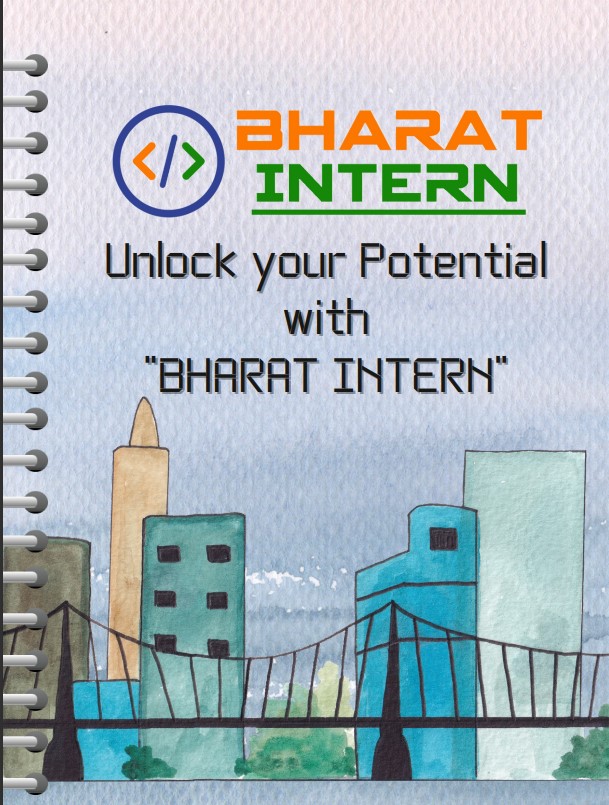 </>
BHARAT
INTERN
Unlock your Potential
with
"BHARAT INTERN"